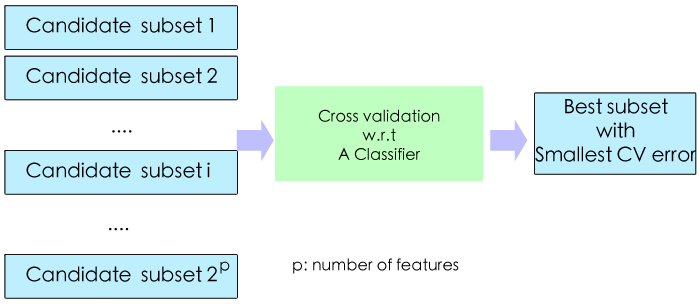 Candidate subset 1
Candidate subset 2
....
Candidate subset i
....
Candidate subset 2^p
Cross validation
w.r.t
A Classifier
Best subset
with
Smallest CV error
p: number of features